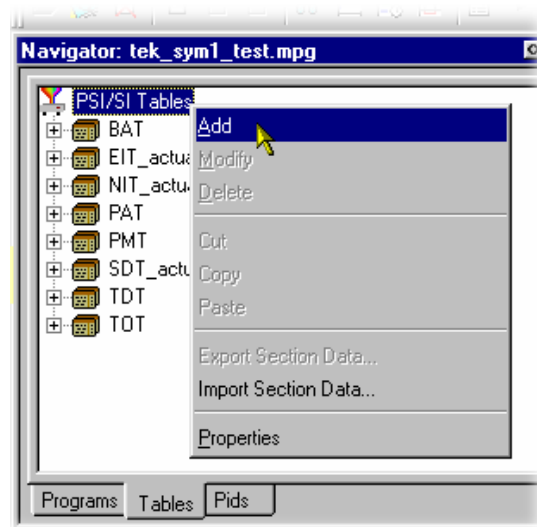 Navigator: tek_sym1_test.mpg
PSI/SI Tables
BAT
EIT_actua
NIT_actu
PAT
PMT
SDT_actu
TDT
TOT
Add
Modify
Delete
Cut
Copy
Paste
Export Section Data...
Import Section Data...
Properties
Programs Tables Pids